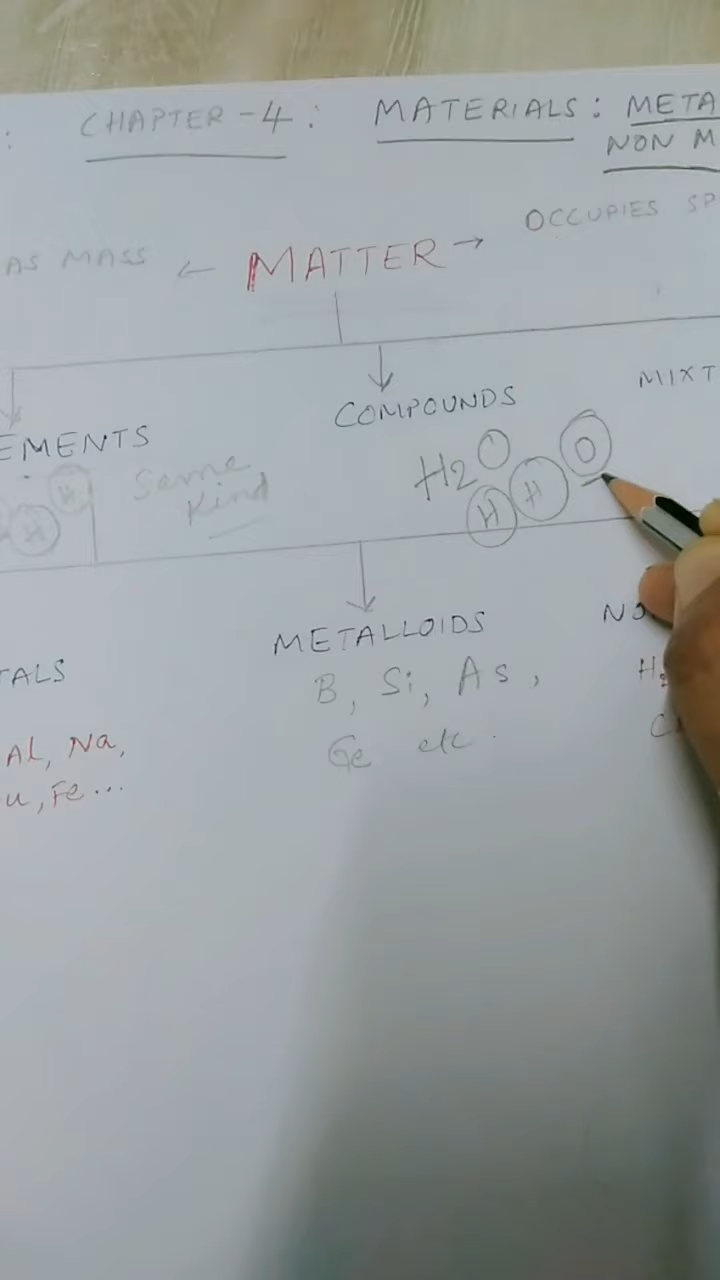 : CHAPTER-4: MATERIALS: META
NON M
AS MASS ← MATTER → OCCUPIES SP
EMENTS COMPOUNDS MIXT
H H Same Kind H2O H H O
TALS METALLOIDS NO
Al, Na, B, Si, As, H2
u, Fe... Ge etc. C